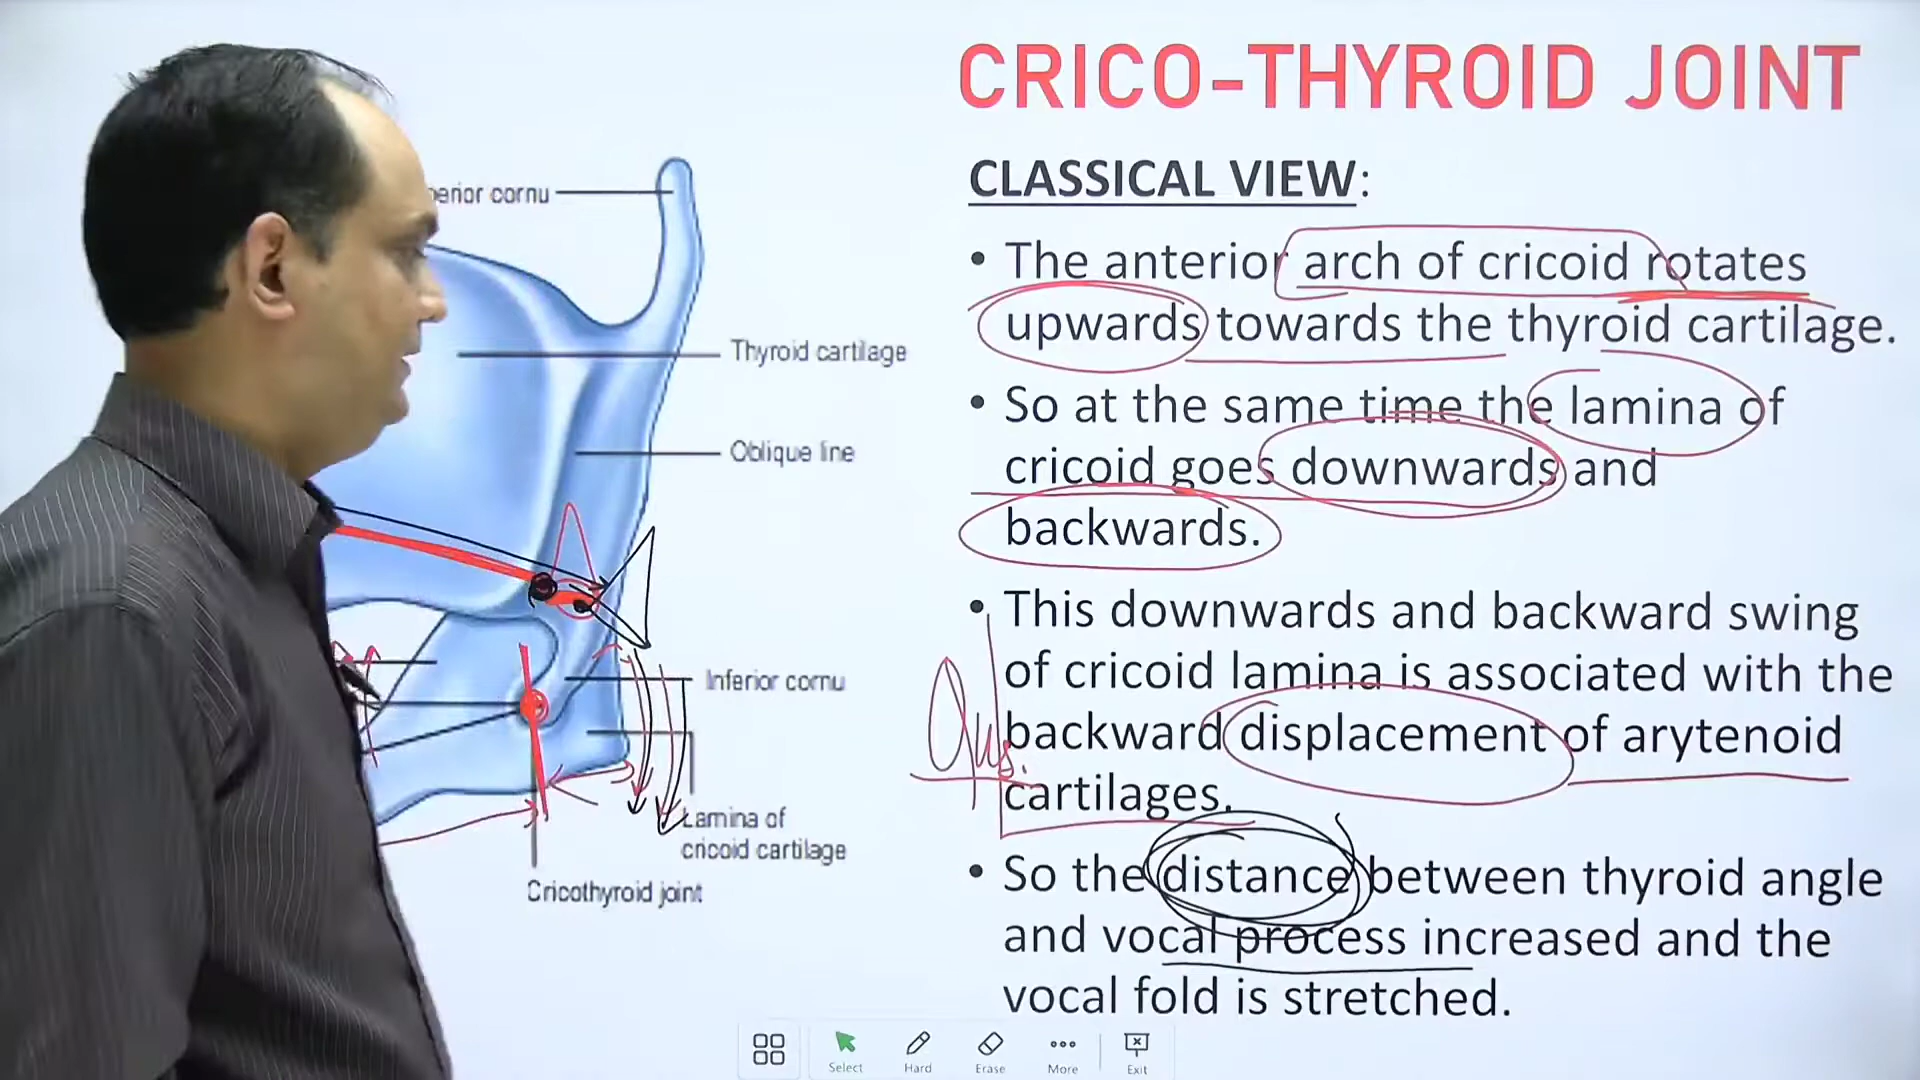 CRICO-THYROID JOINT
CLASSICAL VIEW:
• The anterior arch of cricoid rotates
upwards towards the thyroid cartilage.
• So at the same time the lamina of
cricoid goes downwards and
backwards.
• This downwards and backward swing
of cricoid lamina is associated with the
backward displacement of arytenoid
cartilages.
• So the distance between thyroid angle
and vocal process increased and the
vocal fold is stretched.
perior cornu
Thyroid cartilage
Oblique line
Inferior cornu
Lamina of
cricoid cartilage
Cricothyroid joint
Select
Hard
Erase
More
Exit